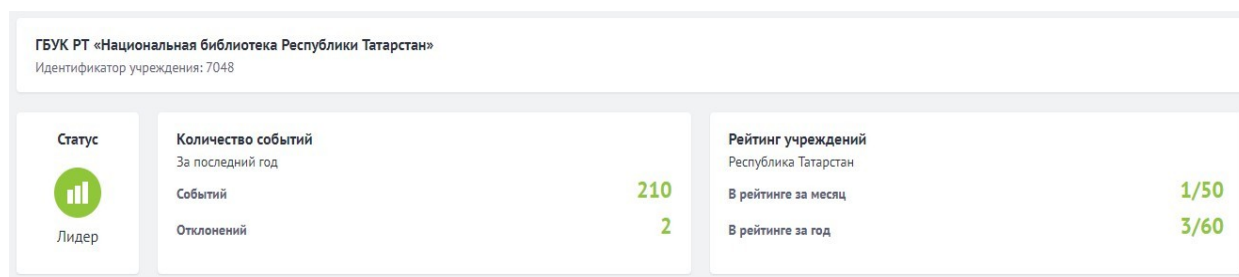 ГБУК РТ «Национальная библиотека Республики Татарстан»
Идентификатор учреждения: 7048
Статус
Лидер
Количество событий
За последний год
Событий 210
Отклонений 2
Рейтинг учреждений
Республика Татарстан
В рейтинге за месяц 1/50
В рейтинге за год 3/60